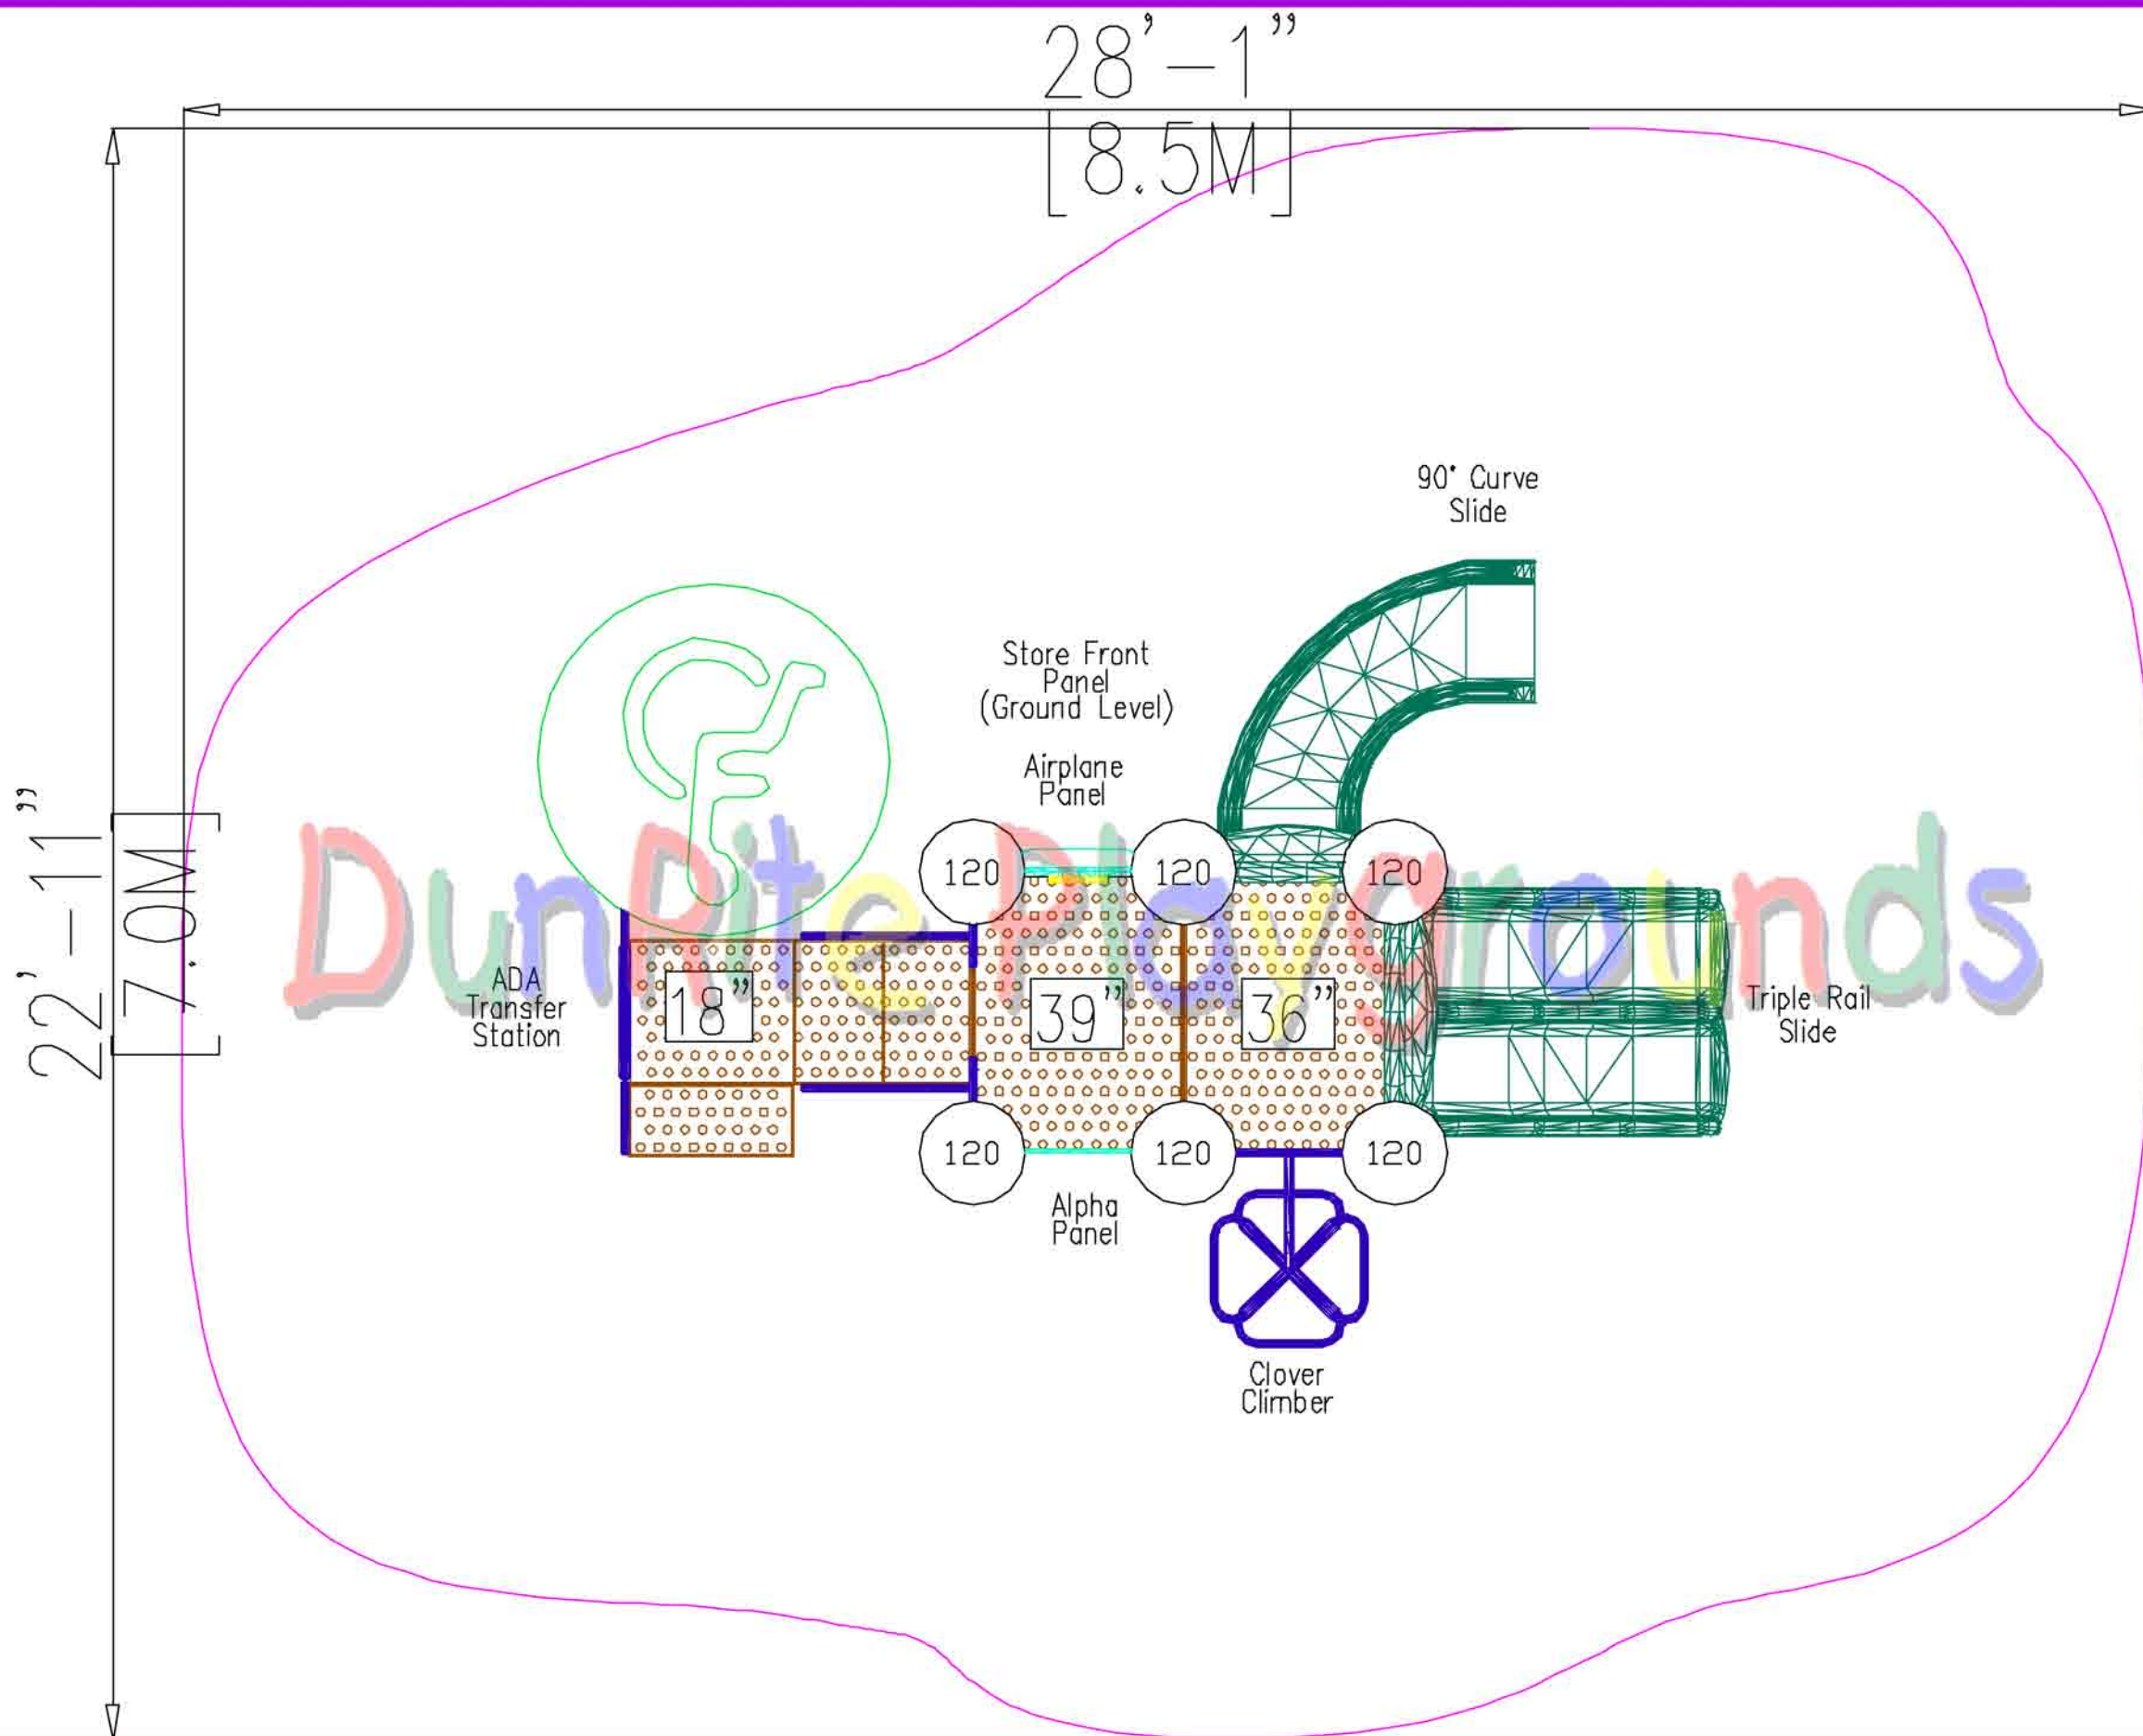 28'-1"
[8.5M]
90° Curve
Slide
Store Front
Panel
(Ground Level)
Airplane
Panel
22'-11"
[7.0M]
120
120
120
DunRite Playgrounds
ADA
Transfer
Station
18"
39"
36"
Triple Rail
Slide
120
120
120
Alpha
Panel
Clover
Climber